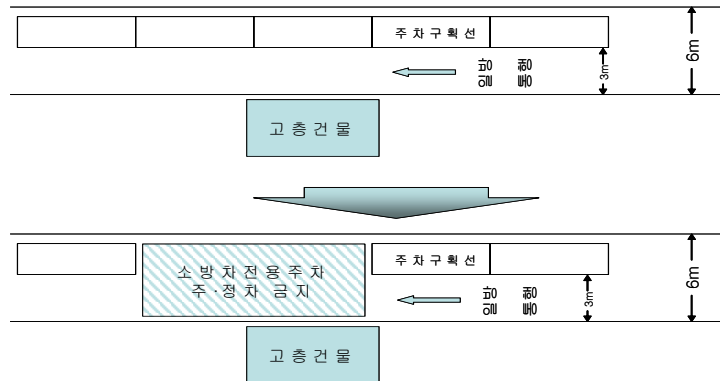 주차구획선
일방
통행
3m
6m
고층건물
소방차전용주차
주·정차 금지
주차구획선
일방
통행
3m
6m
고층건물